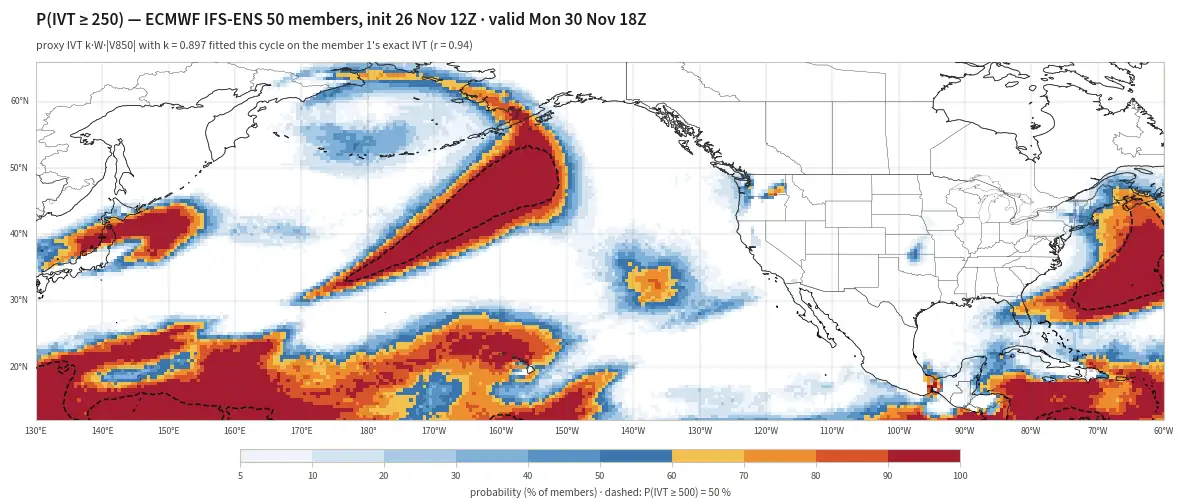 P(IVT ≥ 250) — ECMWF IFS-ENS 50 members, init 26 Nov 12Z · valid Mon 30 Nov 18Z
proxy IVT k·W·|V850| with k = 0.897 fitted this cycle on the member 1's exact IVT (r = 0.94)
60°N
50°N
40°N
30°N
20°N
130°E 140°E 150°E 160°E 170°E 180° 170°W 160°W 150°W 140°W 130°W 120°W 110°W 100°W 90°W 80°W 70°W 60°W
5 10 20 30 40 50 60 70 80 90 100
probability (% of members) · dashed: P(IVT ≥ 500) = 50 %